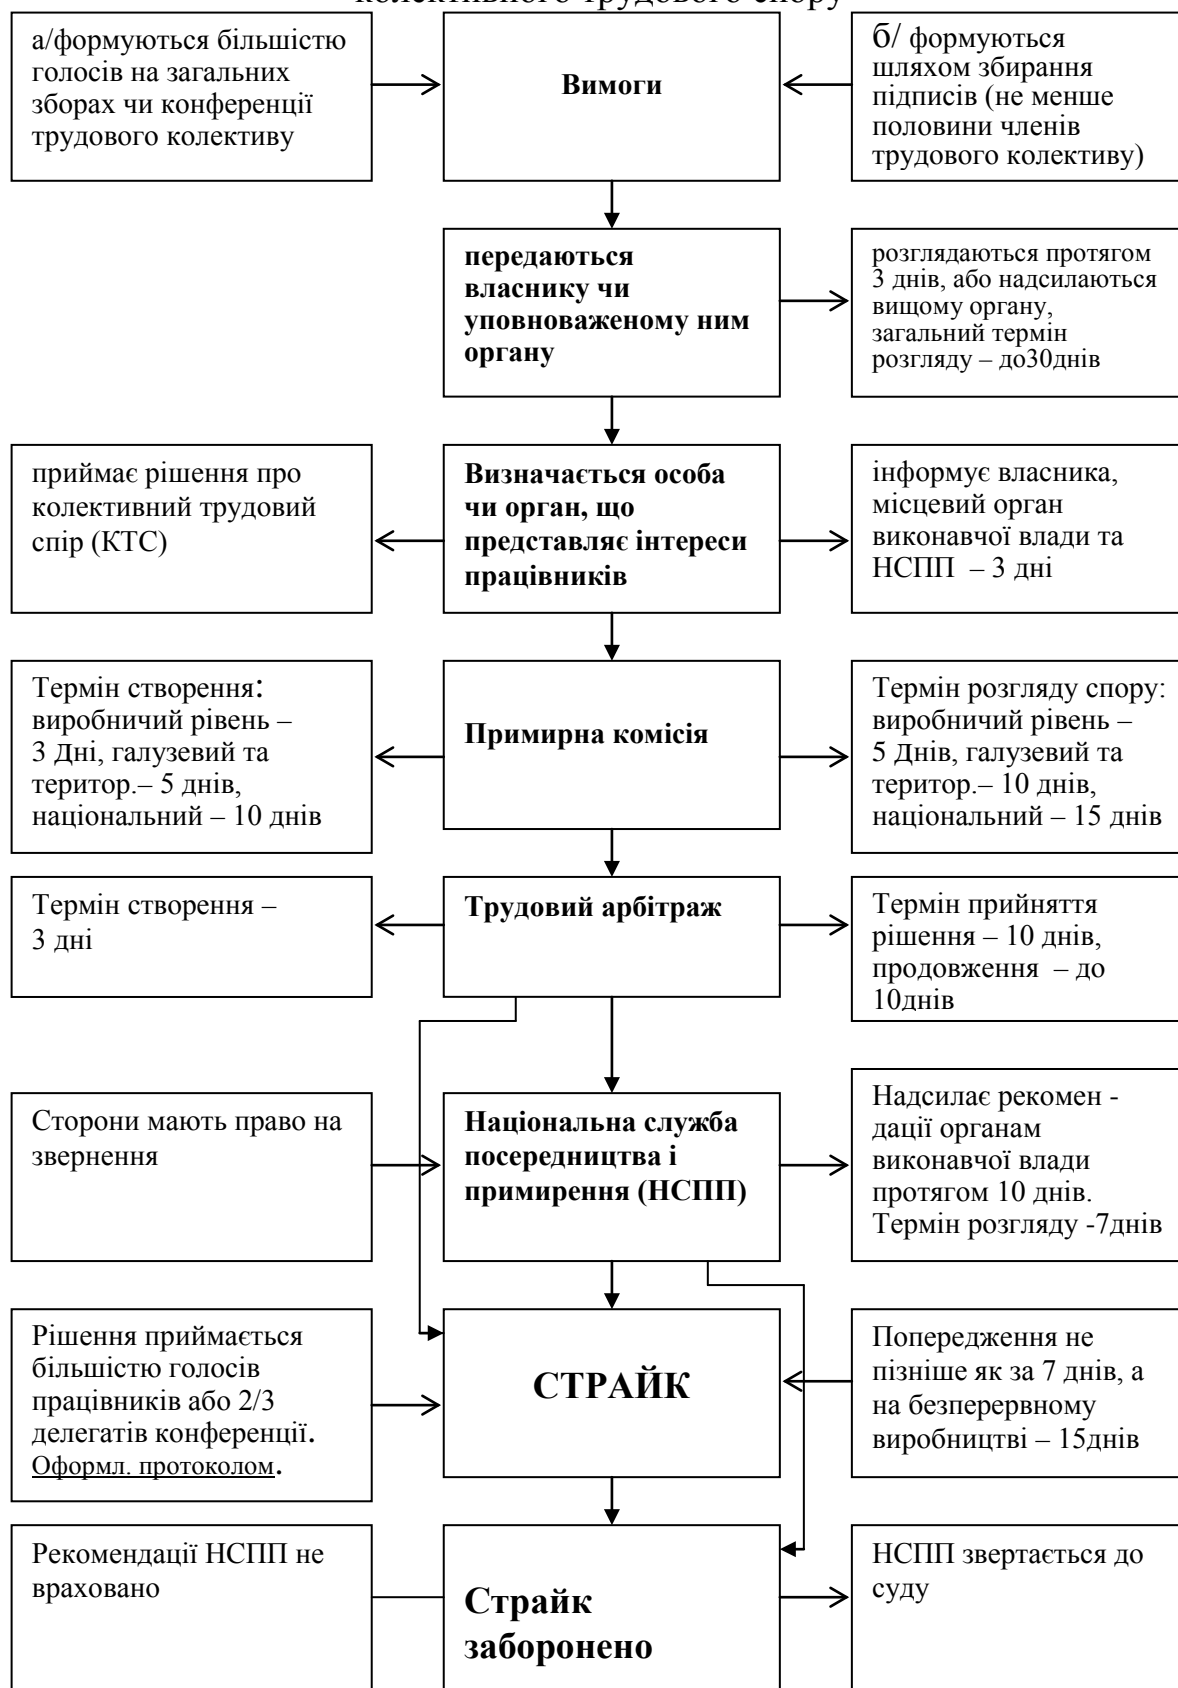 колективного трудового спору
а/формуються більшістю
голосів на загальних
зборах чи конференції
трудового колективу
Вимоги
б/ формуються
шляхом збирання
підписів (не менше
половини членів
трудового колективу)
передаються
власнику чи
уповноваженому ним
органу
розглядаються протягом
3 днів, або надсилаються
вищому органу,
загальний термін
розгляду – до30днів
приймає рішення про
колективний трудовий
спір (КТС)
Визначається особа
чи орган, що
представляє інтереси
працівників
інформує власника,
місцевий орган
виконавчої влади та
НСПП – 3 дні
Термін створення:
виробничий рівень –
3 Дні, галузевий та
територ.– 5 днів,
національний – 10 днів
Примирна комісія
Термін розгляду спору:
виробничий рівень –
5 Днів, галузевий та
територ.– 10 днів,
національний – 15 днів
Термін створення –
3 дні
Трудовий арбітраж
Термін прийняття
рішення – 10 днів,
продовження – до
10днів
Сторони мають право на
звернення
Національна служба
посередництва і
примирення (НСПП)
Надсилає рекомен -
дації органам
виконавчої влади
протягом 10 днів.
Термін розгляду -7днів
Рішення приймається
більшістю голосів
працівників або 2/3
делегатів конференції.
Оформл. протоколом.
СТРАЙК
Попередження не
пізніше як за 7 днів, а
на безперервному
виробництві – 15днів
Рекомендації НСПП не
враховано
Страйк
заборонено
НСПП звертається до
суду